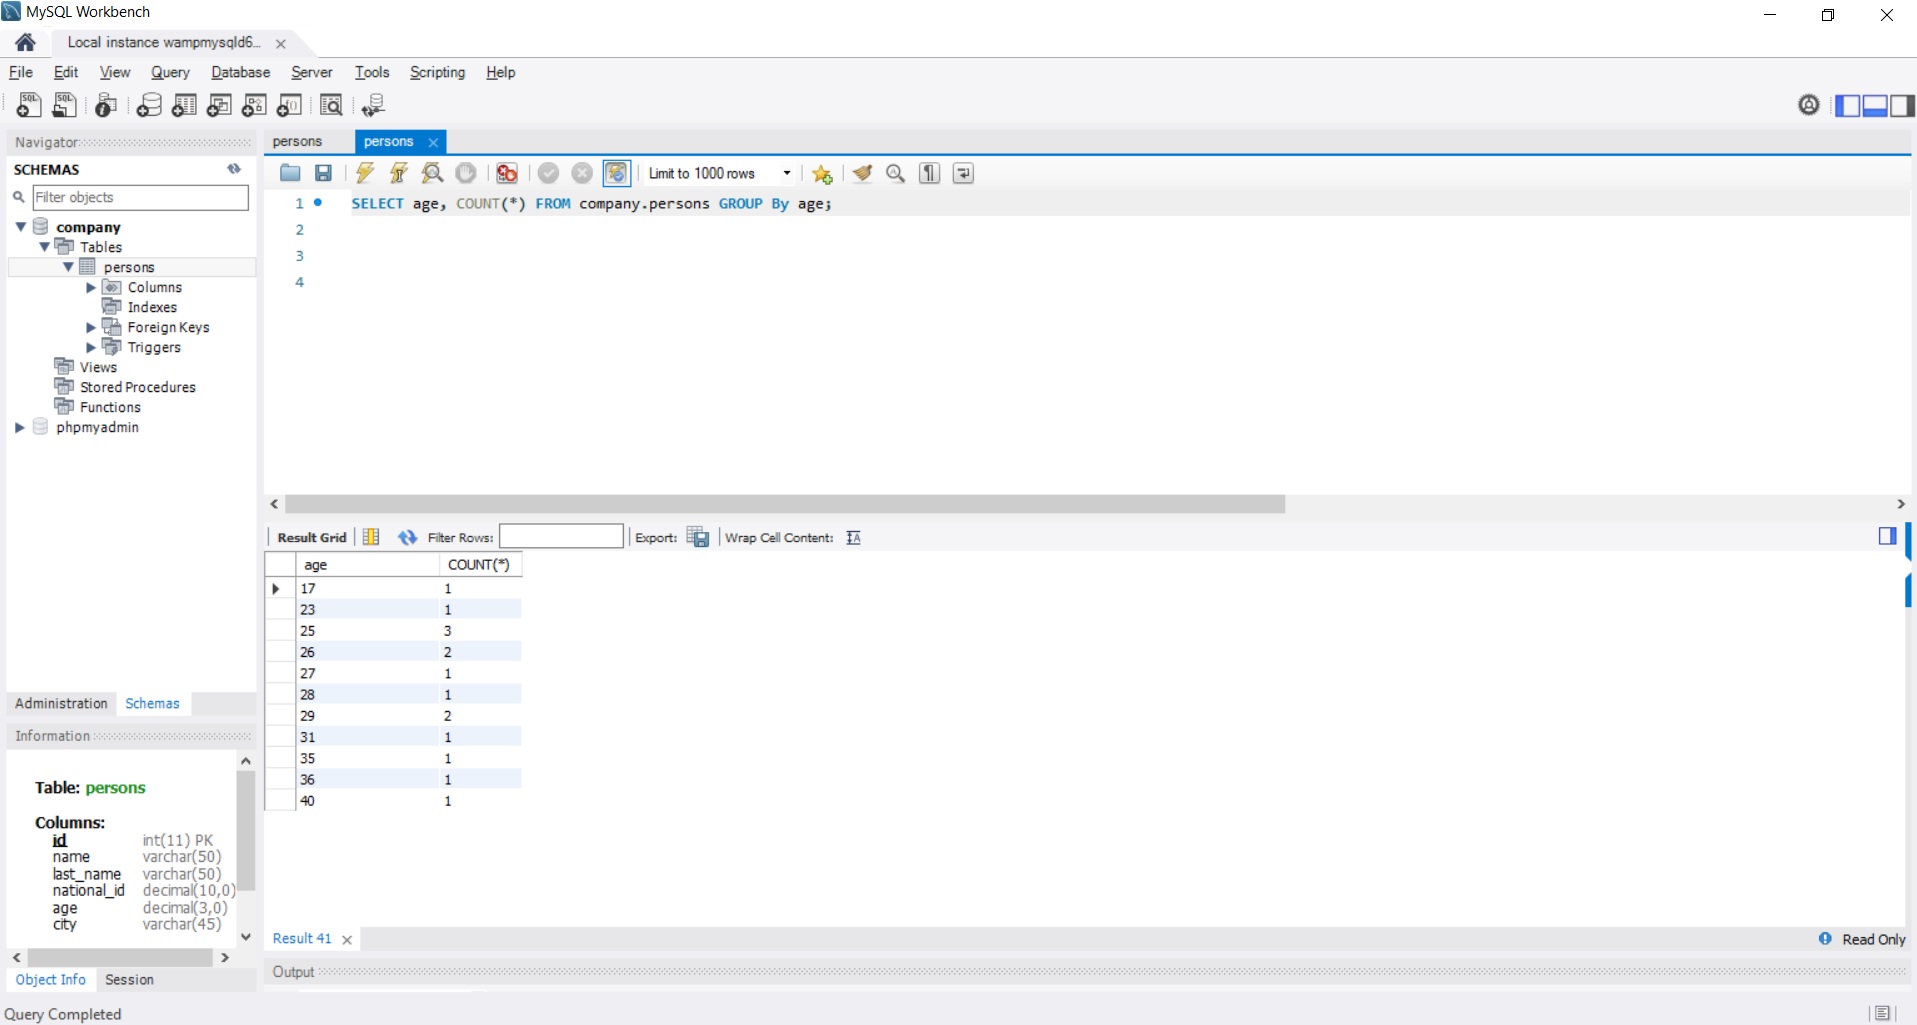 MySQL Workbench
Local instance wampmysqld6...
File Edit View Query Database Server Tools Scripting Help
Navigator
SCHEMAS
Filter objects
company
Tables
persons
Columns
Indexes
Foreign Keys
Triggers
Views
Stored Procedures
Functions
phpmyadmin
Administration Schemas
Information
Table: persons
Columns:
id int(11) PK
name varchar(50)
last_name varchar(50)
national_id decimal(10,0)
age decimal(3,0)
city varchar(45)
Object Info Session
persons persons
Limit to 1000 rows
1 SELECT age, COUNT(*) FROM company.persons GROUP By age;
2
3
4
Result Grid Filter Rows: Export: Wrap Cell Content:
age COUNT(*)
17 1
23 1
25 3
26 2
27 1
28 1
29 2
31 1
35 1
36 1
40 1
Result 41 Read Only
Output
Query Completed